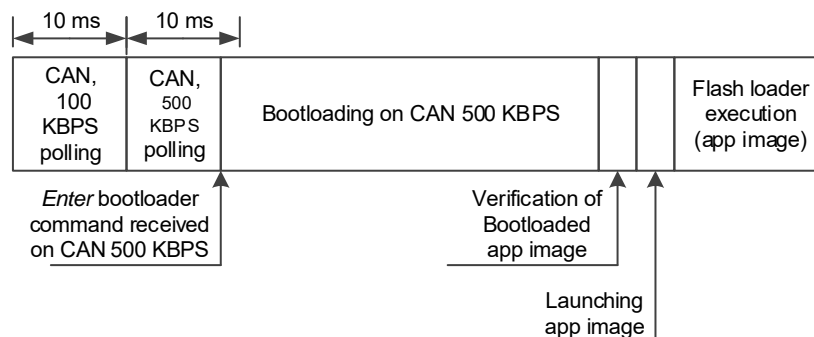 10 ms
10 ms
CAN,
100
KBPS
polling
CAN,
500
KBPS
polling
Bootloading on CAN 500 KBPS
Flash loader
execution
(app image)
Enter bootloader
command received
on CAN 500 KBPS
Verification of
Bootloaded
app image
Launching
app image